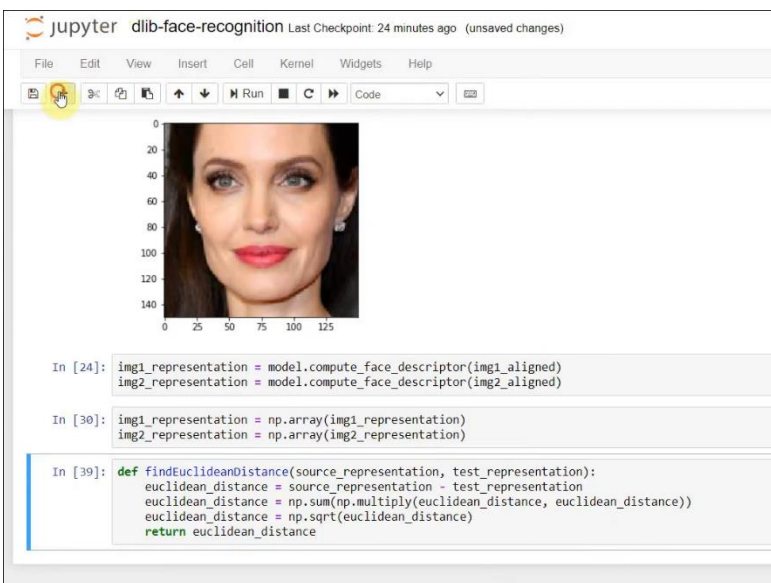 jupyter dlib-face-recognition Last Checkpoint: 24 minutes ago (unsaved changes)
File Edit View Insert Cell Kernel Widgets Help
Run Code
0
20
40
60
80
100
120
140
0 25 50 75 100 125
In [24]: img1_representation = model.compute_face_descriptor(img1_aligned)
img2_representation = model.compute_face_descriptor(img2_aligned)
In [30]: img1_representation = np.array(img1_representation)
img2_representation = np.array(img2_representation)
In [39]: def findEuclideanDistance(source_representation, test_representation):
euclidean_distance = source_representation - test_representation
euclidean_distance = np.sum(np.multiply(euclidean_distance, euclidean_distance))
euclidean_distance = np.sqrt(euclidean_distance)
return euclidean_distance